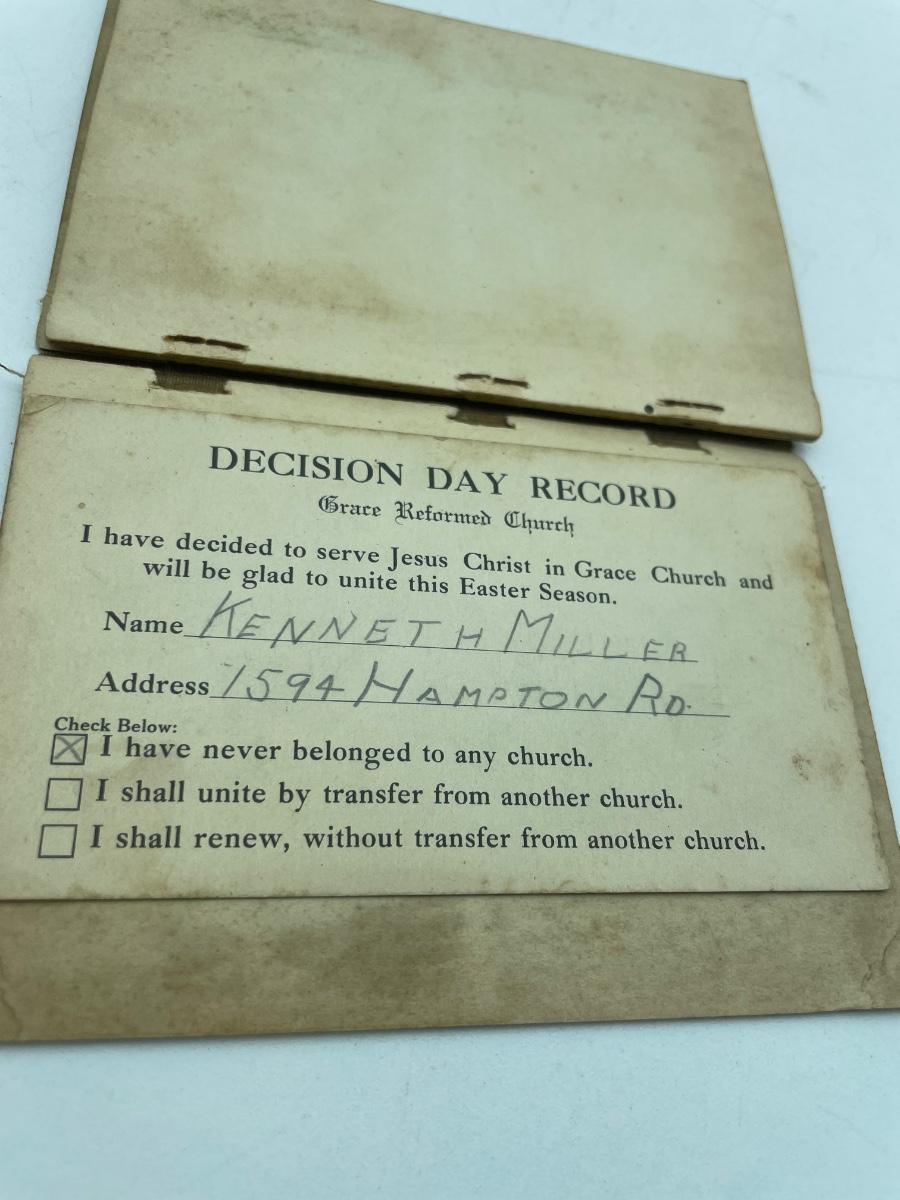 DECISION DAY RECORD
Grace Reformed Church
I have decided to serve Jesus Christ in Grace Church and
will be glad to unite this Easter Season.
Name KENNETH MILLER
Address 1594 HAMPTON RD.
Check Below:
☒ I have never belonged to any church.
☐ I shall unite by transfer from another church.
☐ I shall renew, without transfer from another church.